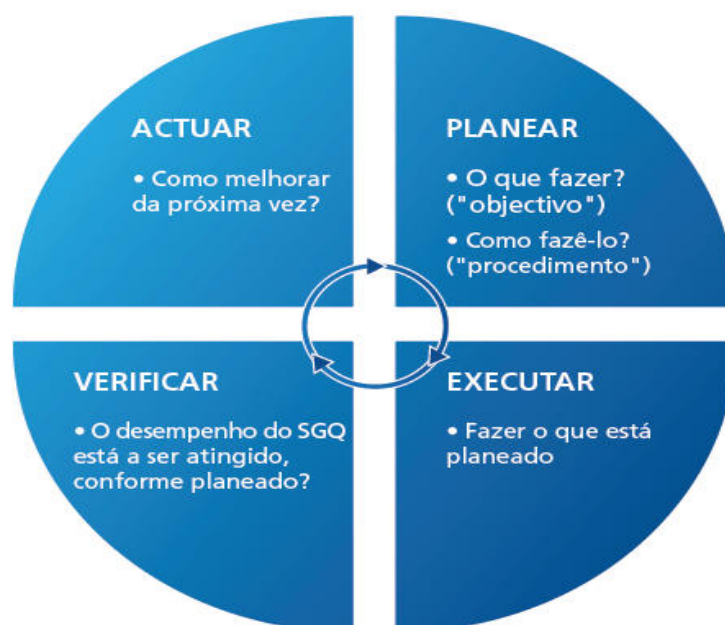 ACTUAR
• Como melhorar
da próxima vez?
PLANEAR
• O que fazer?
("objectivo")
• Como fazê-lo?
("procedimento")
VERIFICAR
• O desempenho do SGQ
está a ser atingido,
conforme planeado?
EXECUTAR
• Fazer o que está
planeado